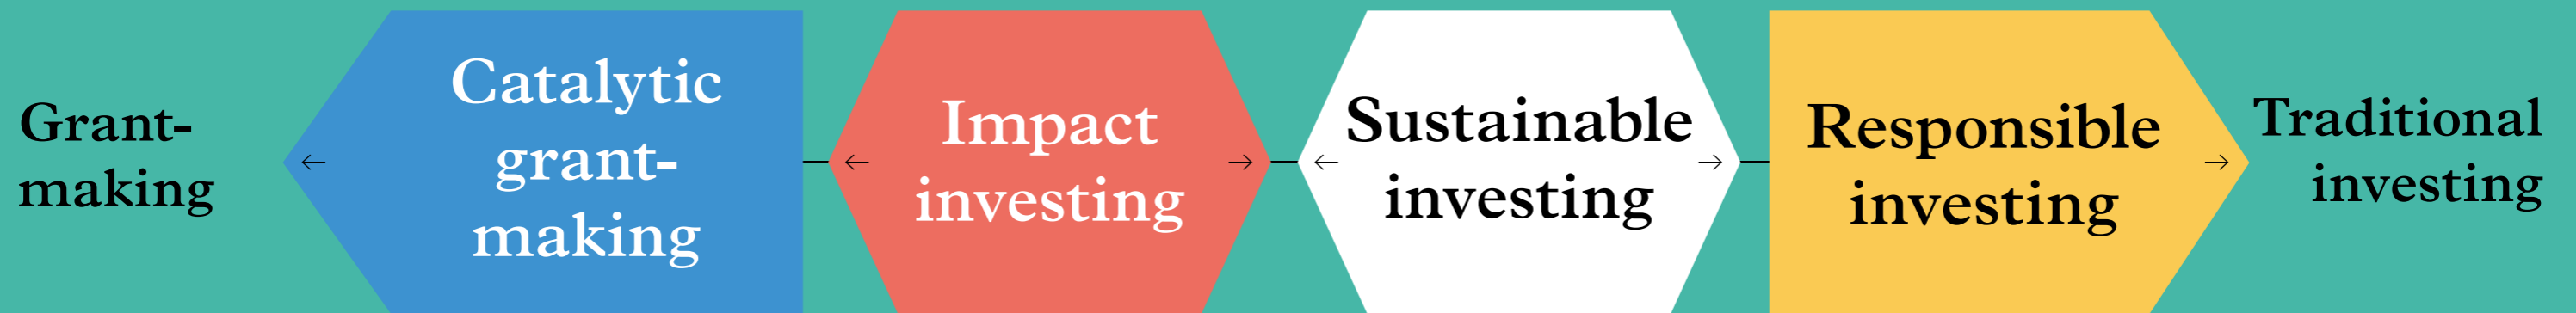 Grant-
making
Catalytic
grant-
making
Impact
investing
Sustainable
investing
Responsible
investing
Traditional
investing